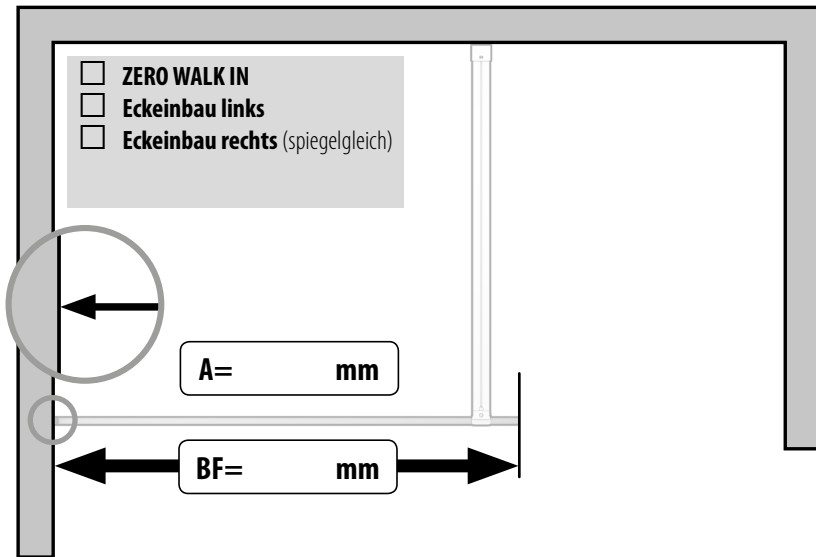 ZERO WALK IN
Eckeinbau links
Eckeinbau rechts (spiegelgleich)
A= mm
BF= mm